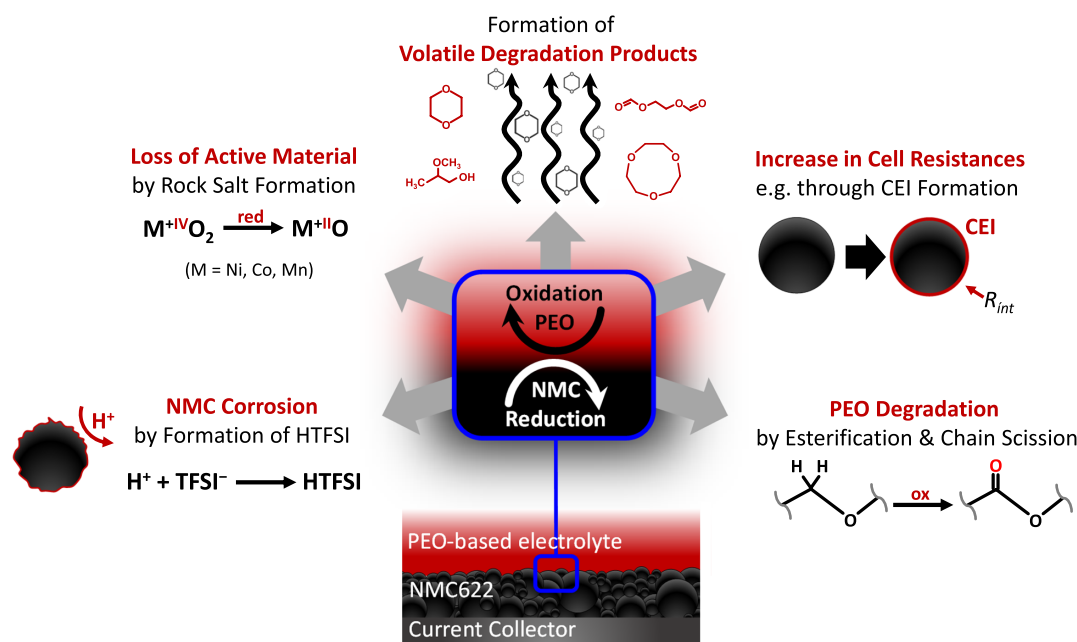 Formation of
Volatile Degradation Products
O
O
O
O
O
O
OCH₃
H₃C
OH
O
O
O
Loss of Active Material
by Rock Salt Formation
M⁺ᴵⱽO₂ red M⁺ᴵᴵO
(M = Ni, Co, Mn)
Increase in Cell Resistances
e.g. through CEI Formation
CEI
Rint
Oxidation
PEO
NMC
Reduction
NMC Corrosion
by Formation of HTFSI
H⁺
H⁺ + TFSI⁻ HTFSI
PEO Degradation
by Esterification & Chain Scission
H H
O
ox
O
O
PEO-based electrolyte
NMC622
Current Collector